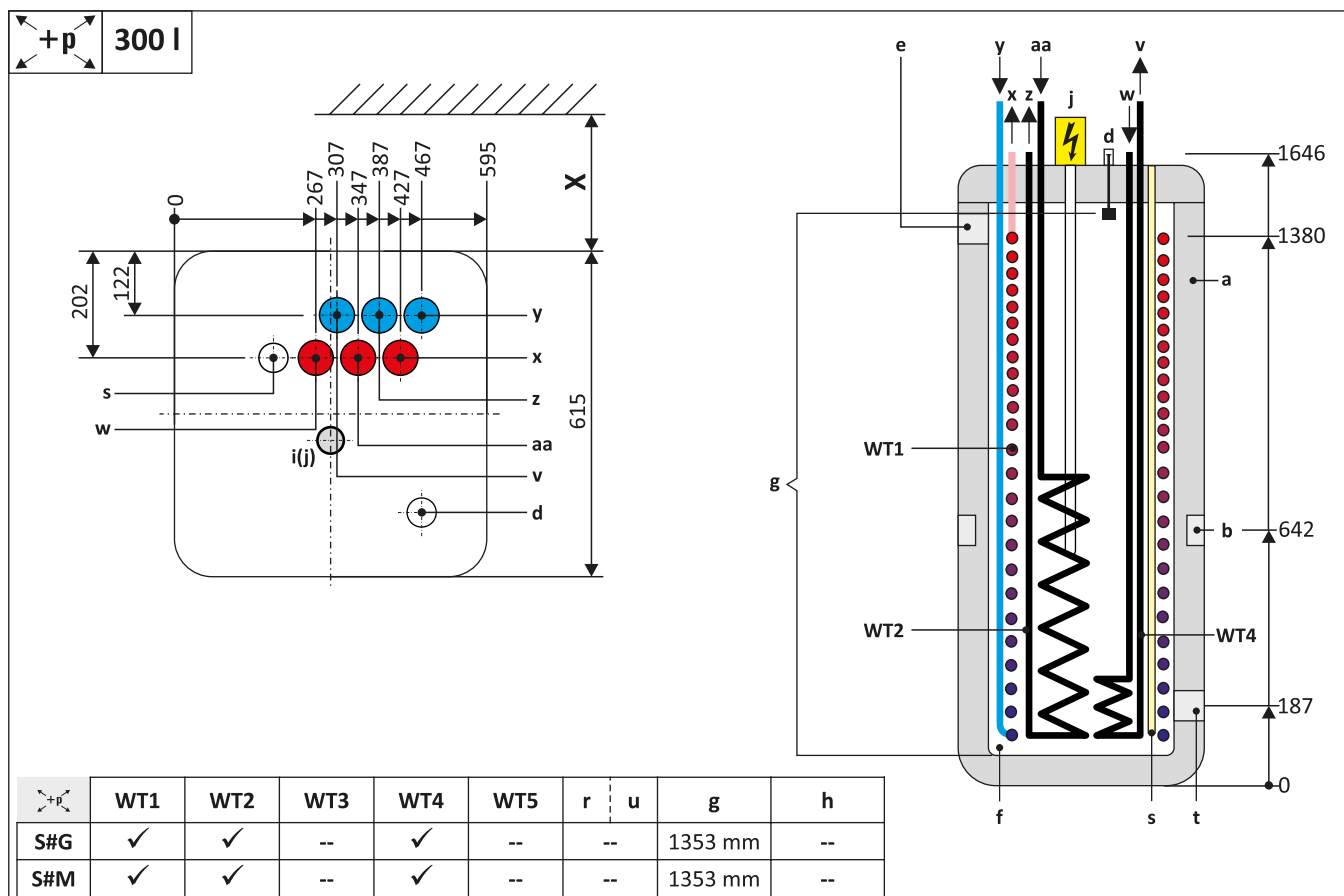 +p 300 l
0
267
307
347
387
427
467
595
X
122
202
615
y
x
s
z
w
aa
i(j)
v
d
e
y
aa
v
x
z
j
w
d
1646
1380
a
WT1
g
b
642
WT2
WT4
187
0
f
s
t
+p WT1 WT2 WT3 WT4 WT5 r u g h
S#G ✓ ✓ -- ✓ -- -- 1353 mm --
S#M ✓ ✓ -- ✓ -- -- 1353 mm --